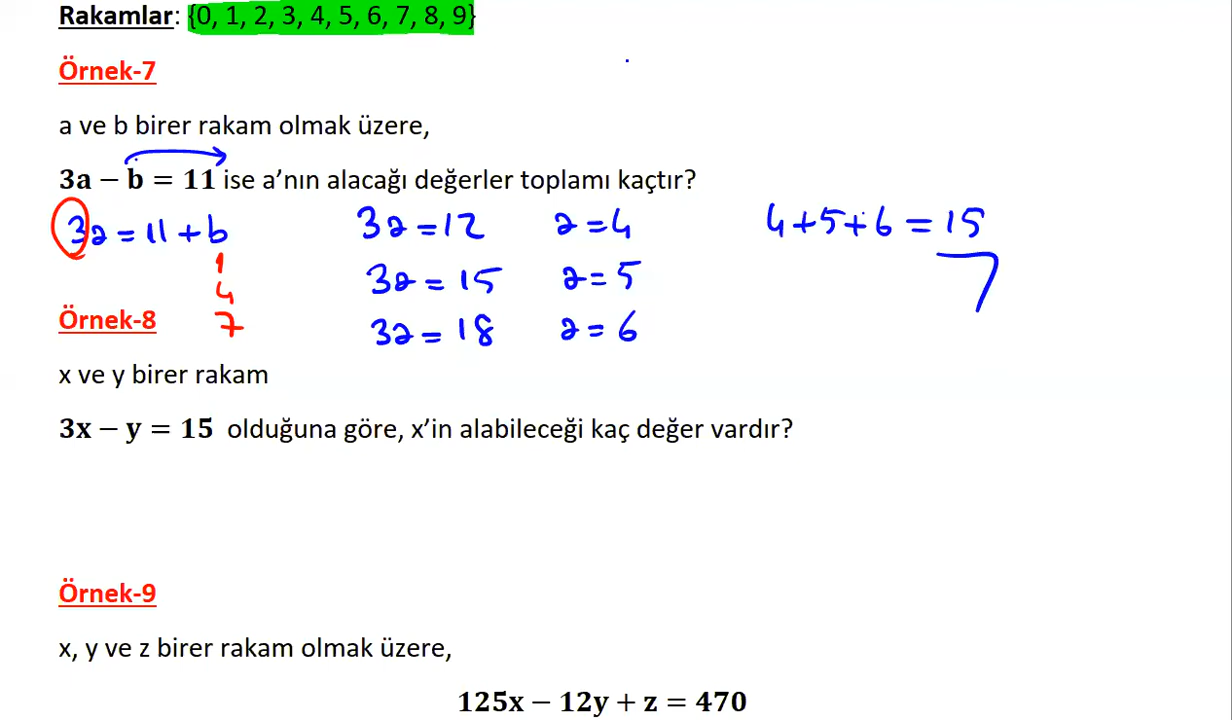 Rakamlar: {0, 1, 2, 3, 4, 5, 6, 7, 8, 9}
Örnek-7
a ve b birer rakam olmak üzere,
3a − b = 11 ise a’nın alacağı değerler toplamı kaçtır?
3a = 11 + b    3a = 12    a = 4    4+5+6 = 15
1
3a = 15    a = 5
4
Örnek-8    7    3a = 18    a = 6
x ve y birer rakam
3x − y = 15 olduğuna göre, x’in alabileceği kaç değer vardır?
Örnek-9
x, y ve z birer rakam olmak üzere,
125x − 12y + z = 470